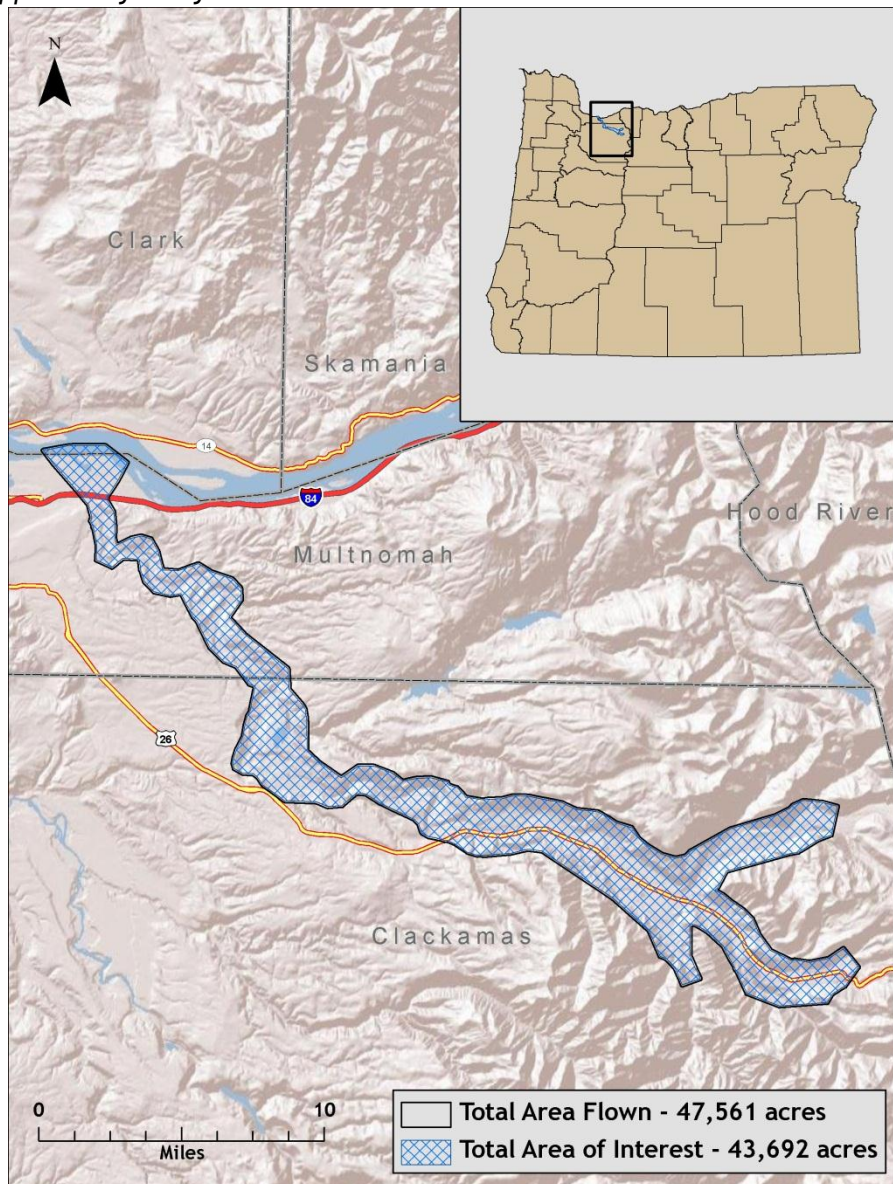 N
Clark
Skamania
14
84
Hood River
Multnomah
26
Clackamas
0 10
Miles
Total Area Flown - 47,561 acres
Total Area of Interest - 43,692 acres